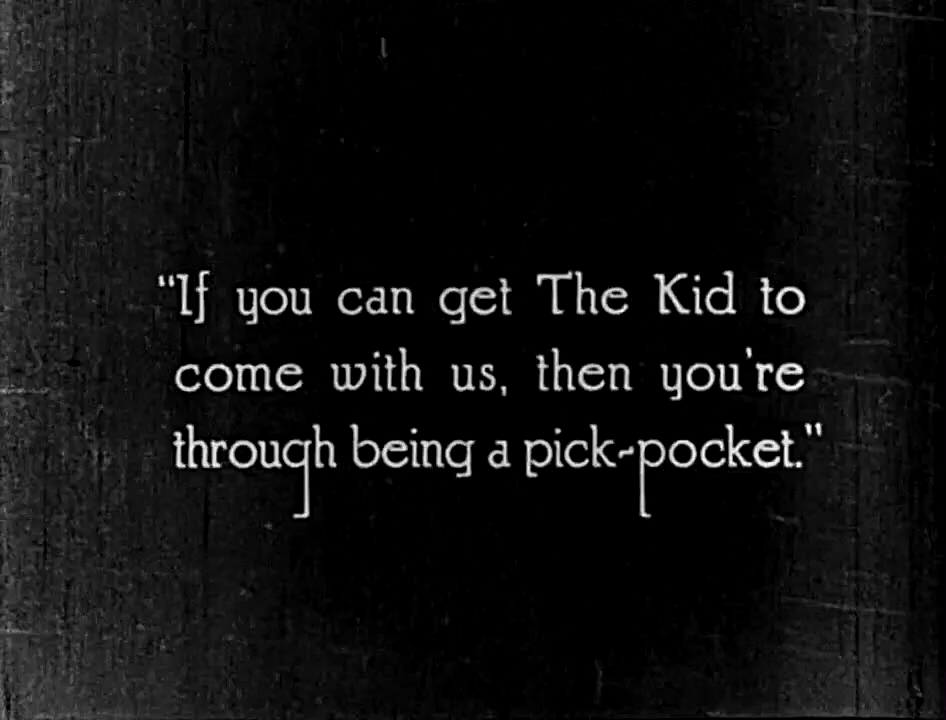 "If you can get The Kid to
come with us, then you're
through being a pick-pocket."